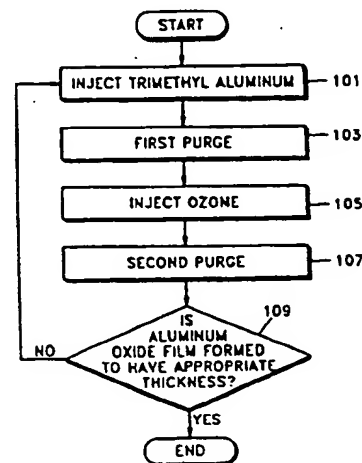 START
INJECT TRIMETHYL ALUMINUM
101
FIRST PURGE
103
INJECT OZONE
105
SECOND PURGE
107
109
IS
ALUMINUM
OXIDE FILM FORMED
TO HAVE APPROPRIATE
THICKNESS?
NO
YES
END